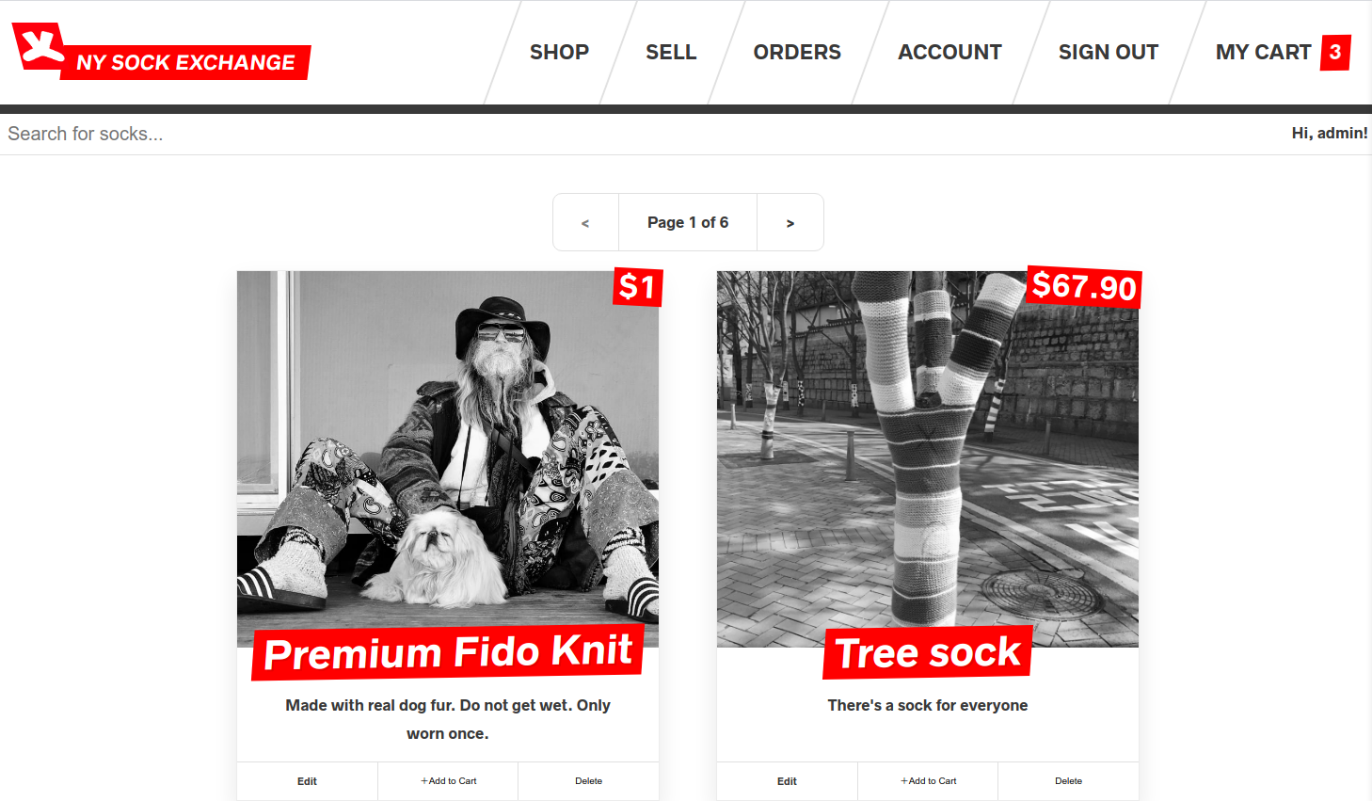 NY SOCK EXCHANGE
SHOP
SELL
ORDERS
ACCOUNT
SIGN OUT
MY CART 3
Search for socks...
Hi, admin!
< Page 1 of 6 >
$1
$67.90
Premium Fido Knit
Tree sock
Made with real dog fur. Do not get wet. Only
worn once.
There's a sock for everyone
Edit
+Add to Cart
Delete
Edit
+Add to Cart
Delete